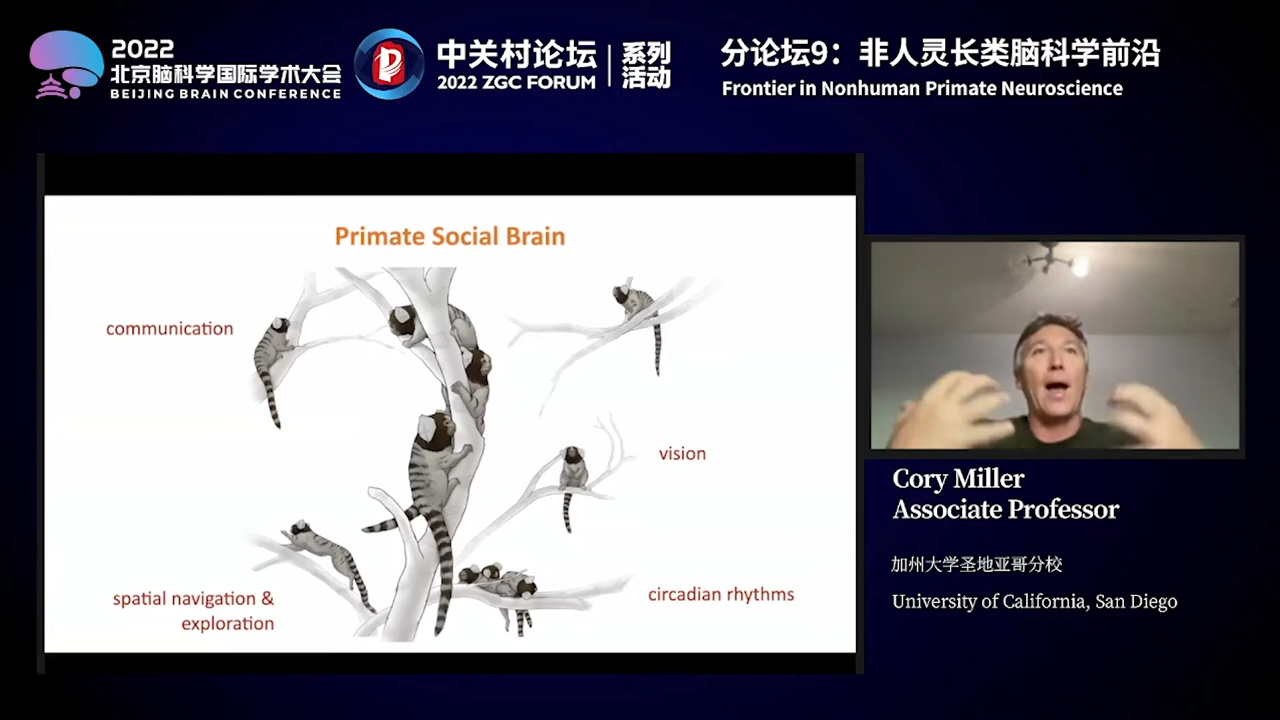 2022
北京脑科学国际学术大会
BEIJING BRAIN CONFERENCE
中关村论坛
2022 ZGC FORUM
系列
活动
分论坛9：非人灵长类脑科学前沿
Frontier in Nonhuman Primate Neuroscience
Primate Social Brain
communication
vision
spatial navigation &
exploration
circadian rhythms
Cory Miller
Associate Professor
加州大学圣地亚哥分校
University of California, San Diego